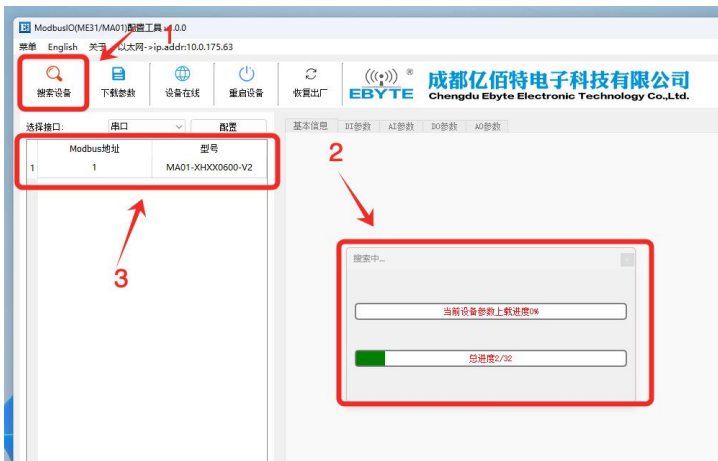 ModbusIO(ME31/MA01)配置工具 v1.0.0
菜单 English 关于 以太网->ip.addr:10.0.175.63
1
搜索设备 下载参数 设备在线 重启设备 恢复出厂
EBYTE ®
成都亿佰特电子科技有限公司
Chengdu Ebyte Electronic Technology Co.,Ltd.
选择接口: 串口 配置
基本信息 DI参数 AI参数 DO参数 AO参数
Modbus地址 型号
1 1 MA01-XHXX0600-V2
2
3
搜索中...
当前设备参数上载进度0%
总进度2/32